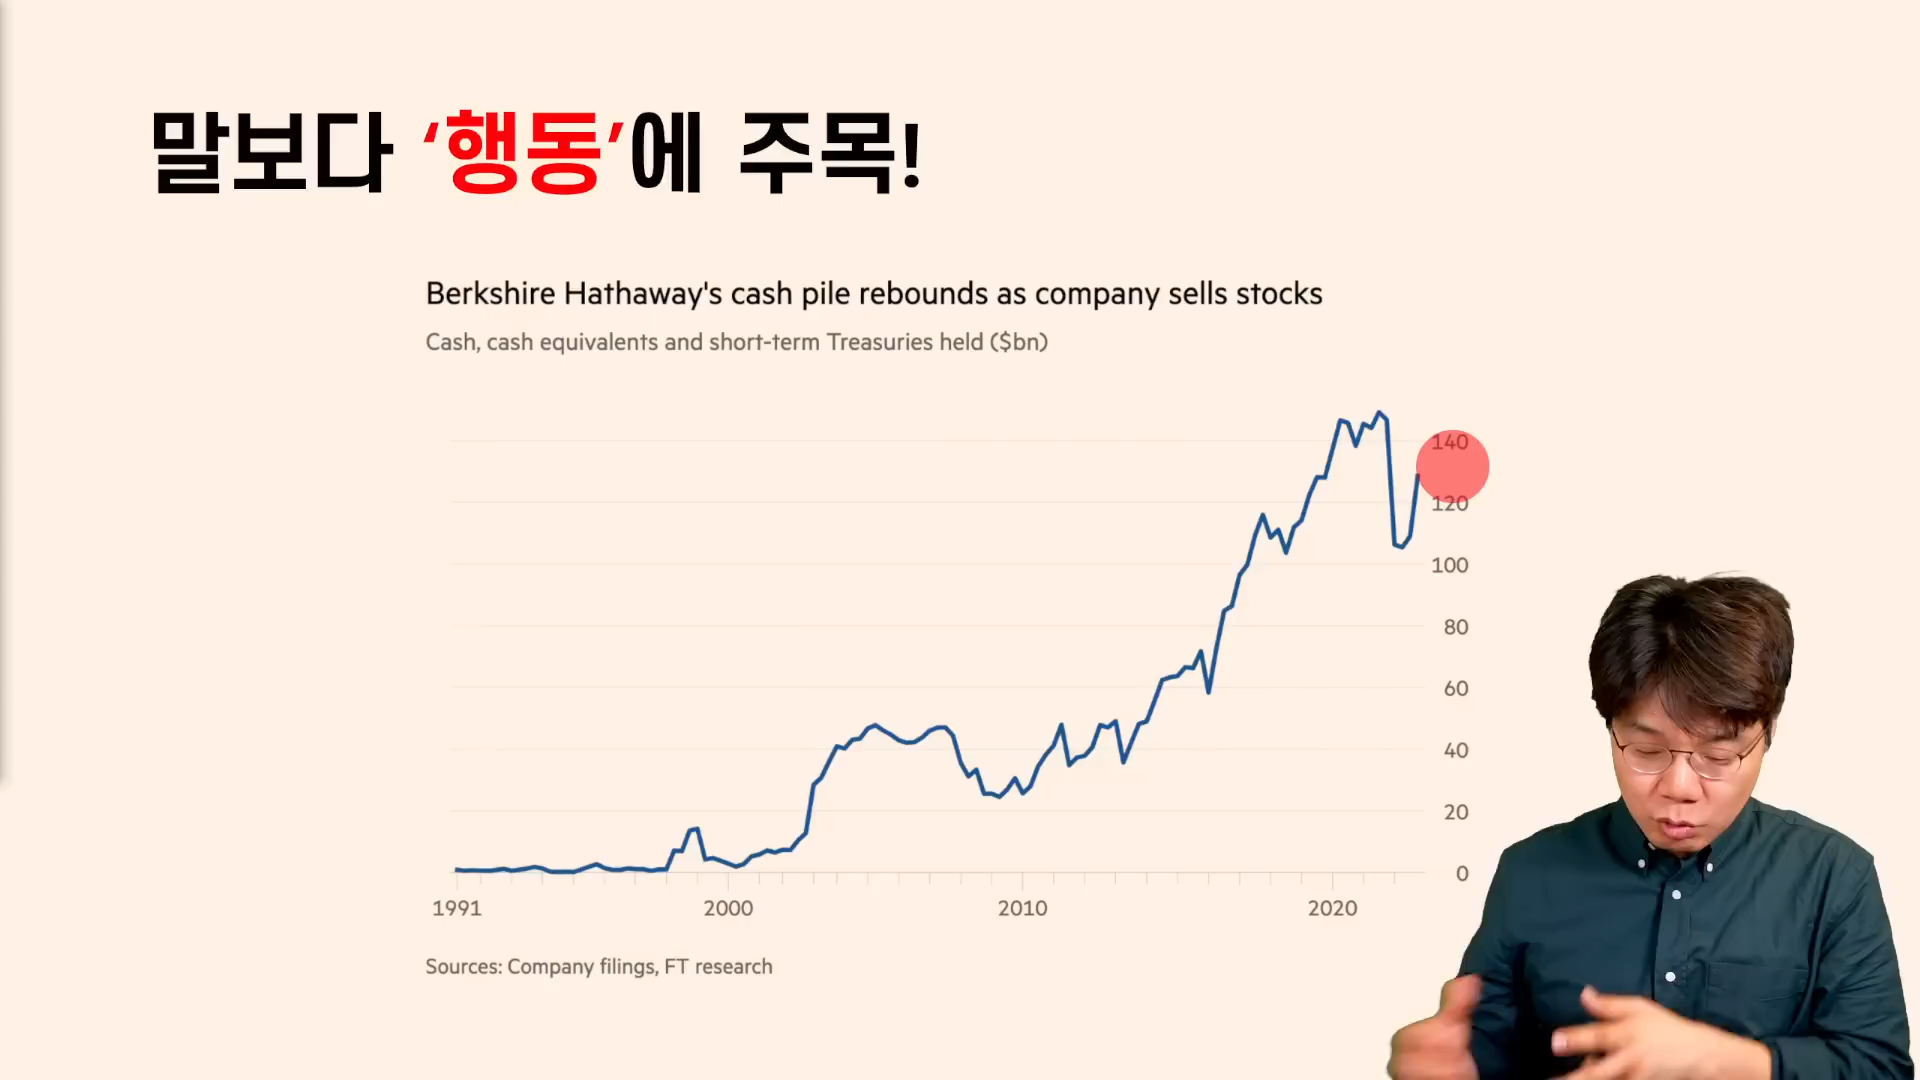 말보다 ‘행동’에 주목!
Berkshire Hathaway's cash pile rebounds as company sells stocks
Cash, cash equivalents and short-term Treasuries held ($bn)
140
120
100
80
60
40
20
0
1991 2000 2010 2020
Sources: Company filings, FT research